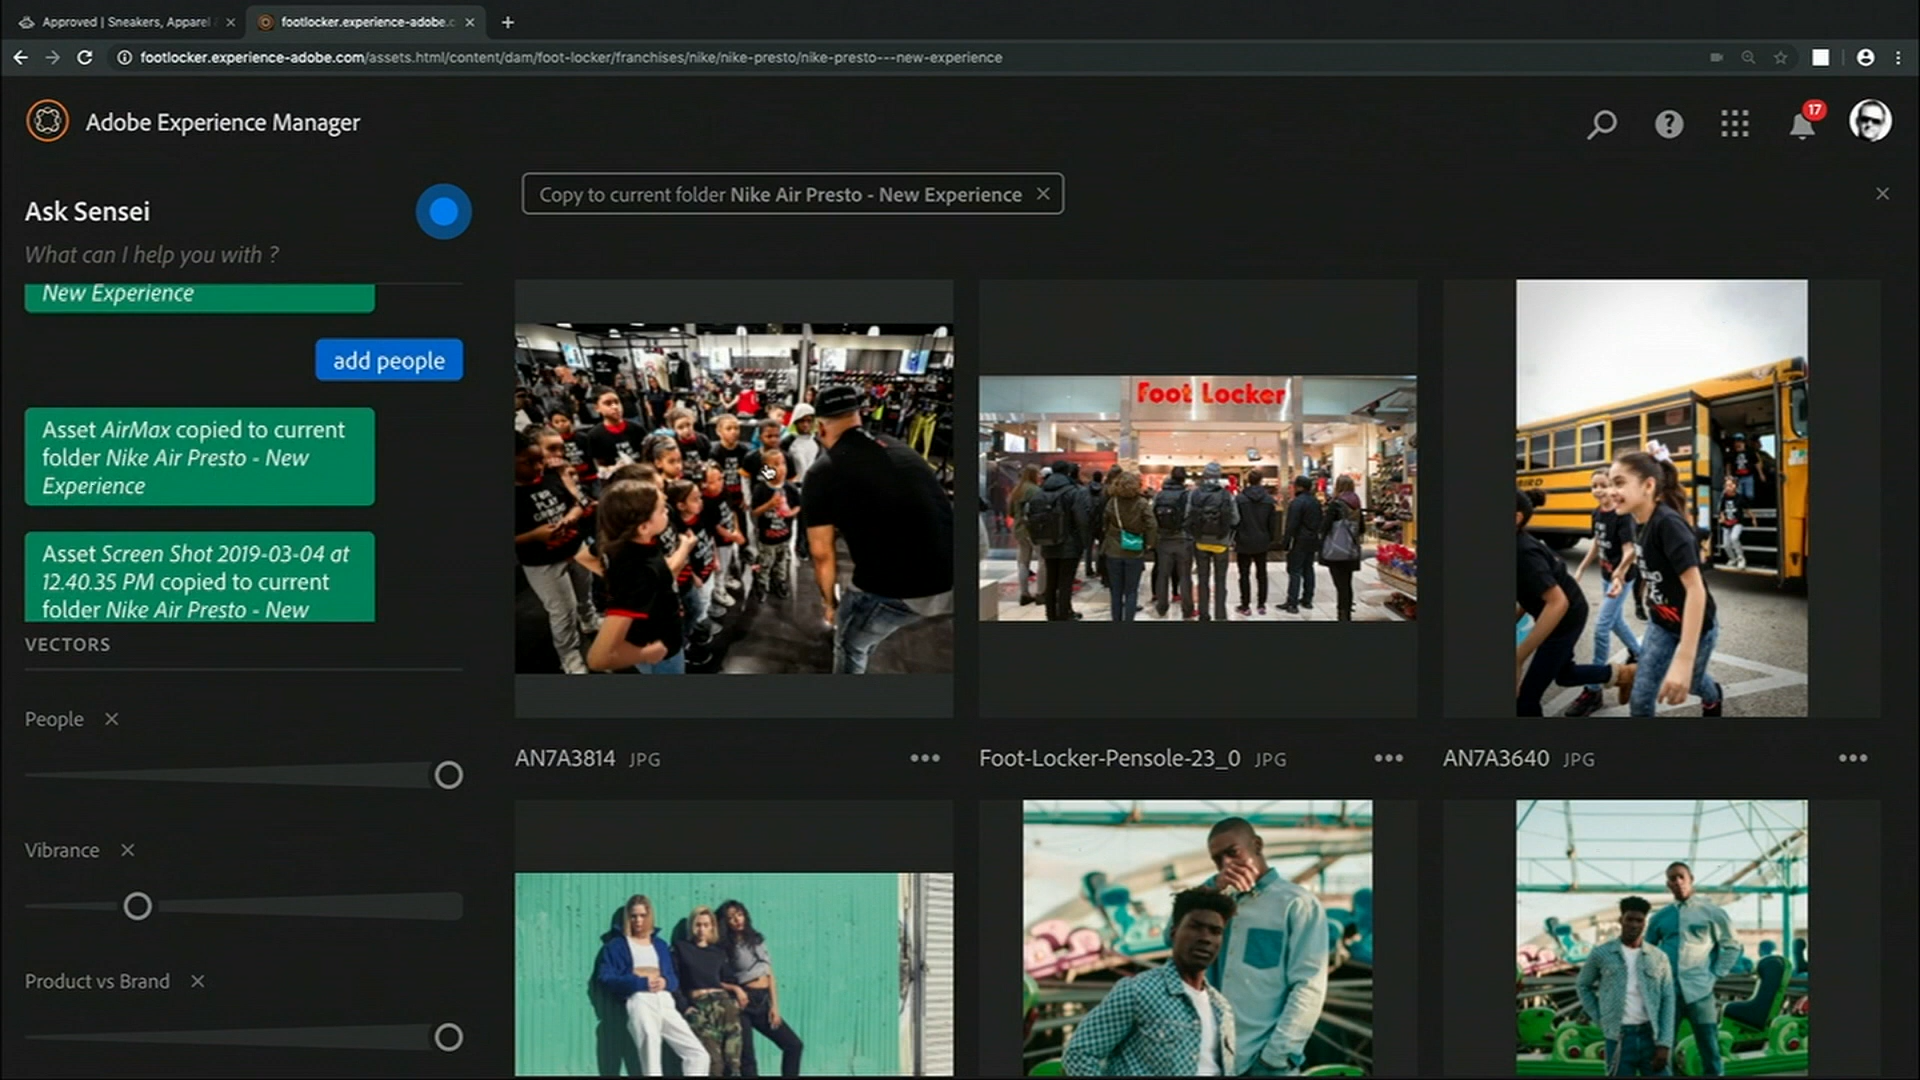 Approved | Sneakers, Apparel
footlocker.experience-adobe.c
footlocker.experience-adobe.com/assets.html/content/dam/foot-locker/franchises/nike/nike-presto/nike-presto---new-experience
Adobe Experience Manager
17
Ask Sensei
What can I help you with ?
Copy to current folder Nike Air Presto - New Experience
New Experience
add people
Asset AirMax copied to current
folder Nike Air Presto - New
Experience
Asset Screen Shot 2019-03-04 at
12.40.35 PM copied to current
folder Nike Air Presto - New
VECTORS
People
Vibrance
Product vs Brand
Foot Locker
BIRD
AN7A3814 JPG
Foot-Locker-Pensole-23_0 JPG
AN7A3640 JPG